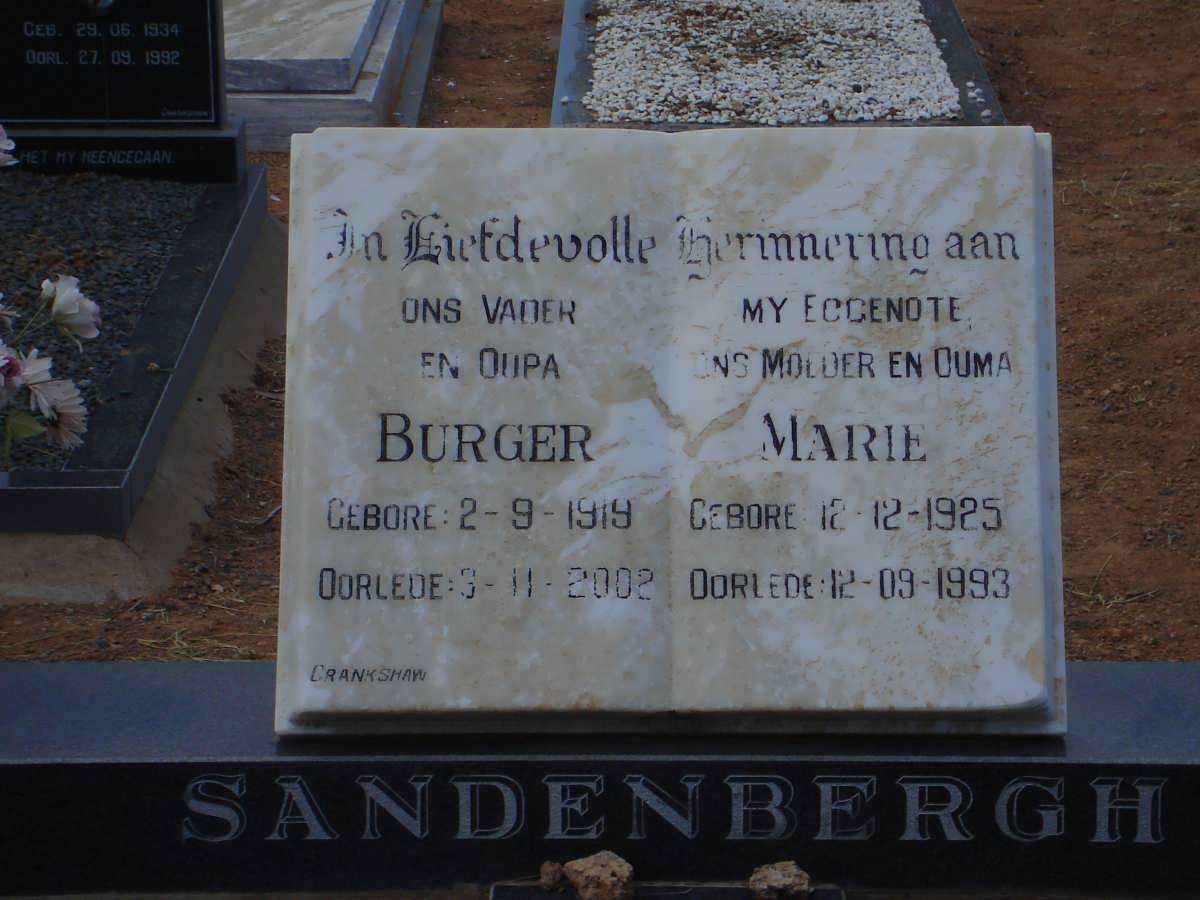 GEB. 29.06.1934
OORL. 27.09.1992
CRANKSHAW
MET MY HEENGEGAAN.
In Liefdevolle Herinnering aan
ONS VADER
EN OUPA
BURGER
GEBORE: 2-9-1919
OORLEDE: 3-11-2002
CRANKSHAW
MY EGGENOTE,
ONS MOEDER EN OUMA
MARIE
GEBORE: 12-12-1925
OORLEDE: 12-09-1993
SANDENBERGH